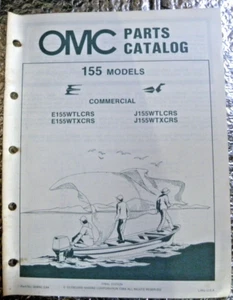 OMC PARTS
CATALOG
155 MODELS
COMMERCIAL
E155WTLCRS J155WTLCRS
E155WTXCRS J155WTXCRS